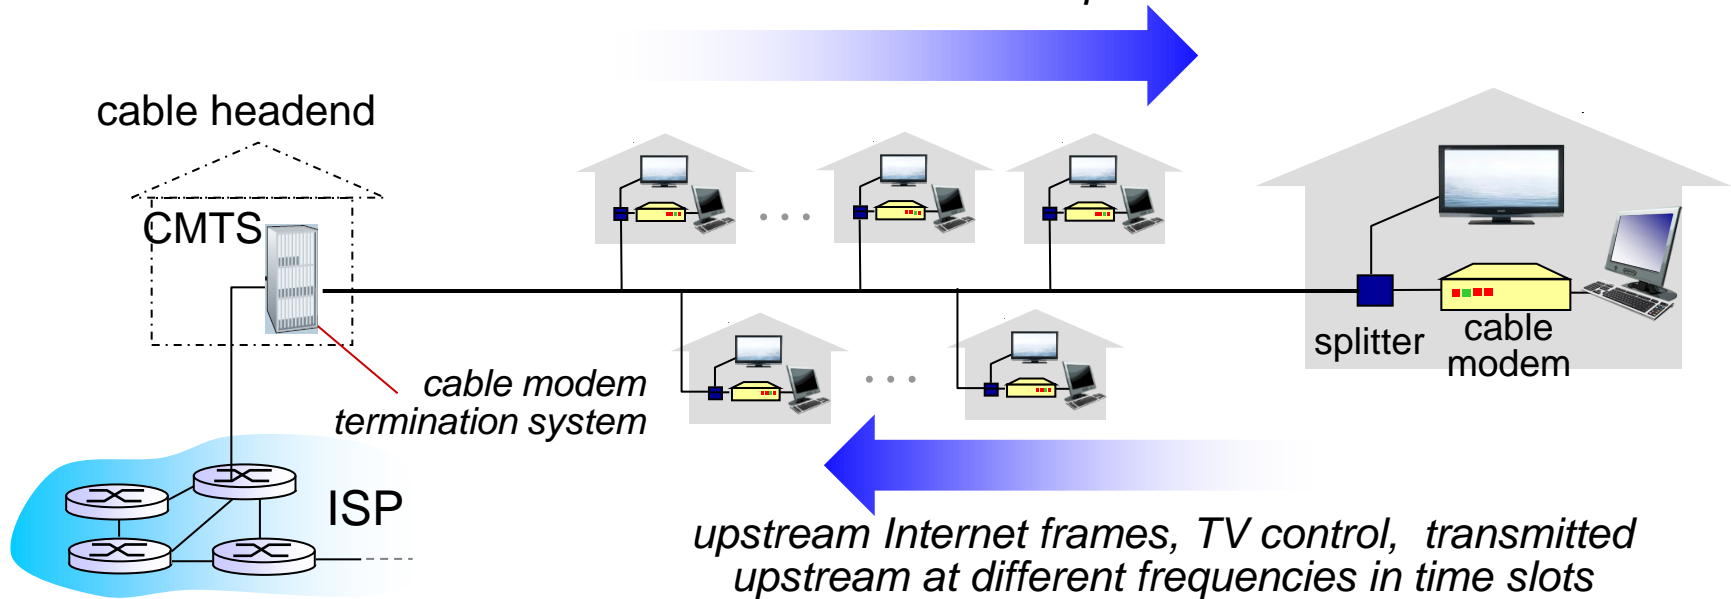 cable headend
CMTS
cable modem
termination system
ISP
splitter
cable
modem
upstream Internet frames, TV control, transmitted
upstream at different frequencies in time slots